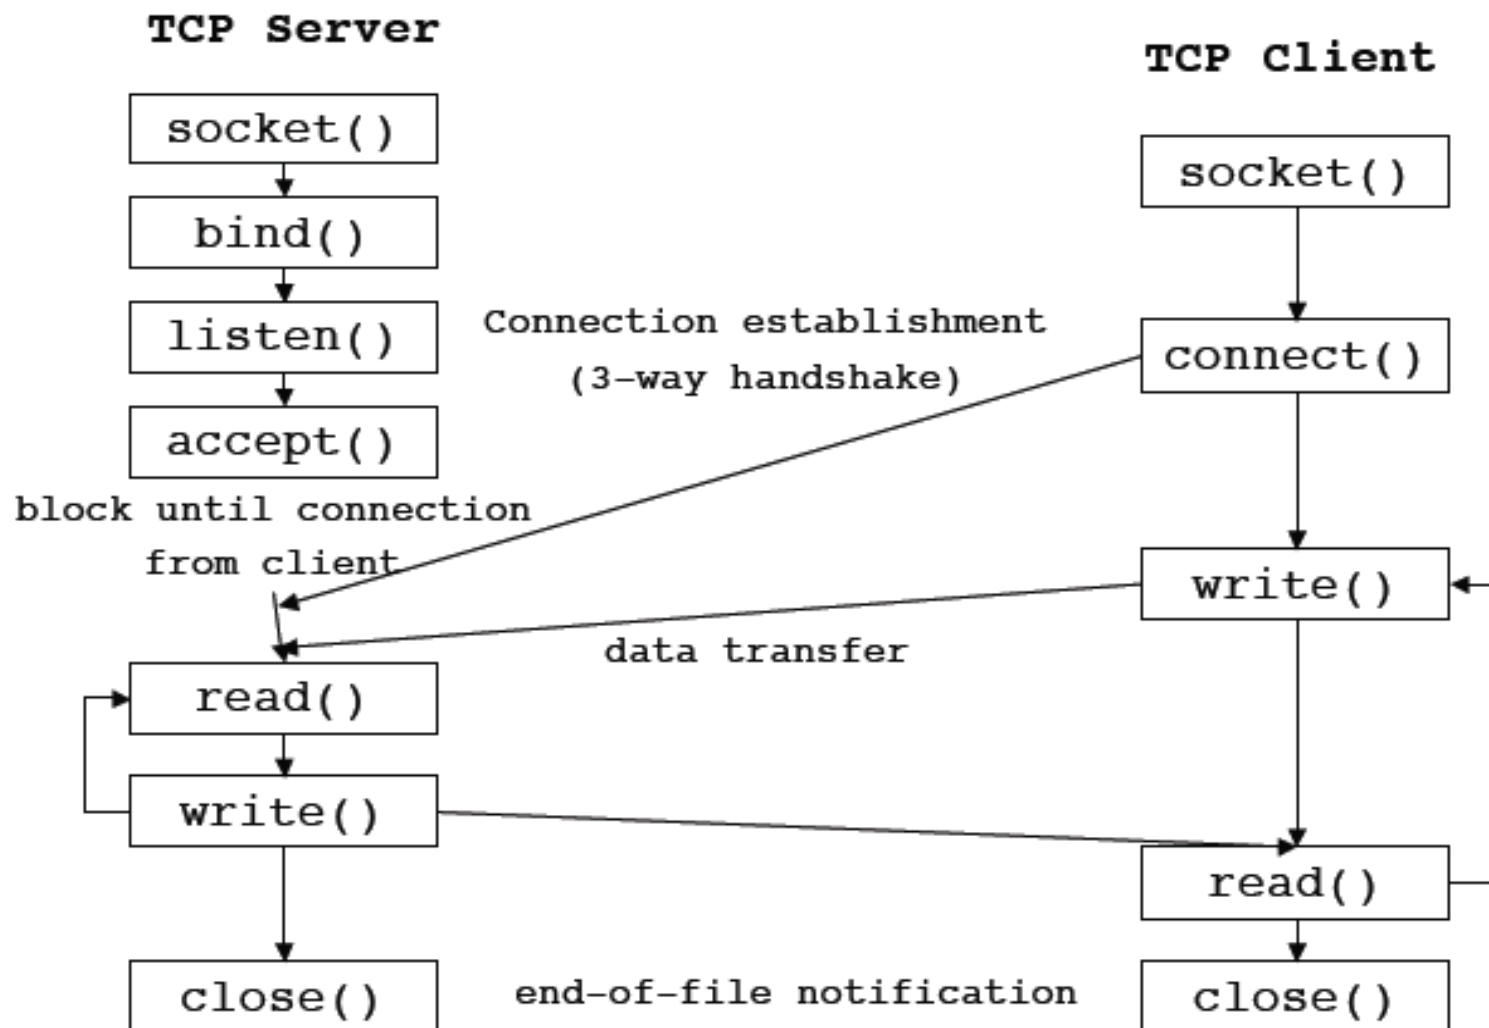 TCP Server
socket()
bind()
listen()
accept()
block until connection
from client
read()
write()
close()
Connection establishment
(3-way handshake)
data transfer
end-of-file notification
TCP Client
socket()
connect()
write()
read()
close()